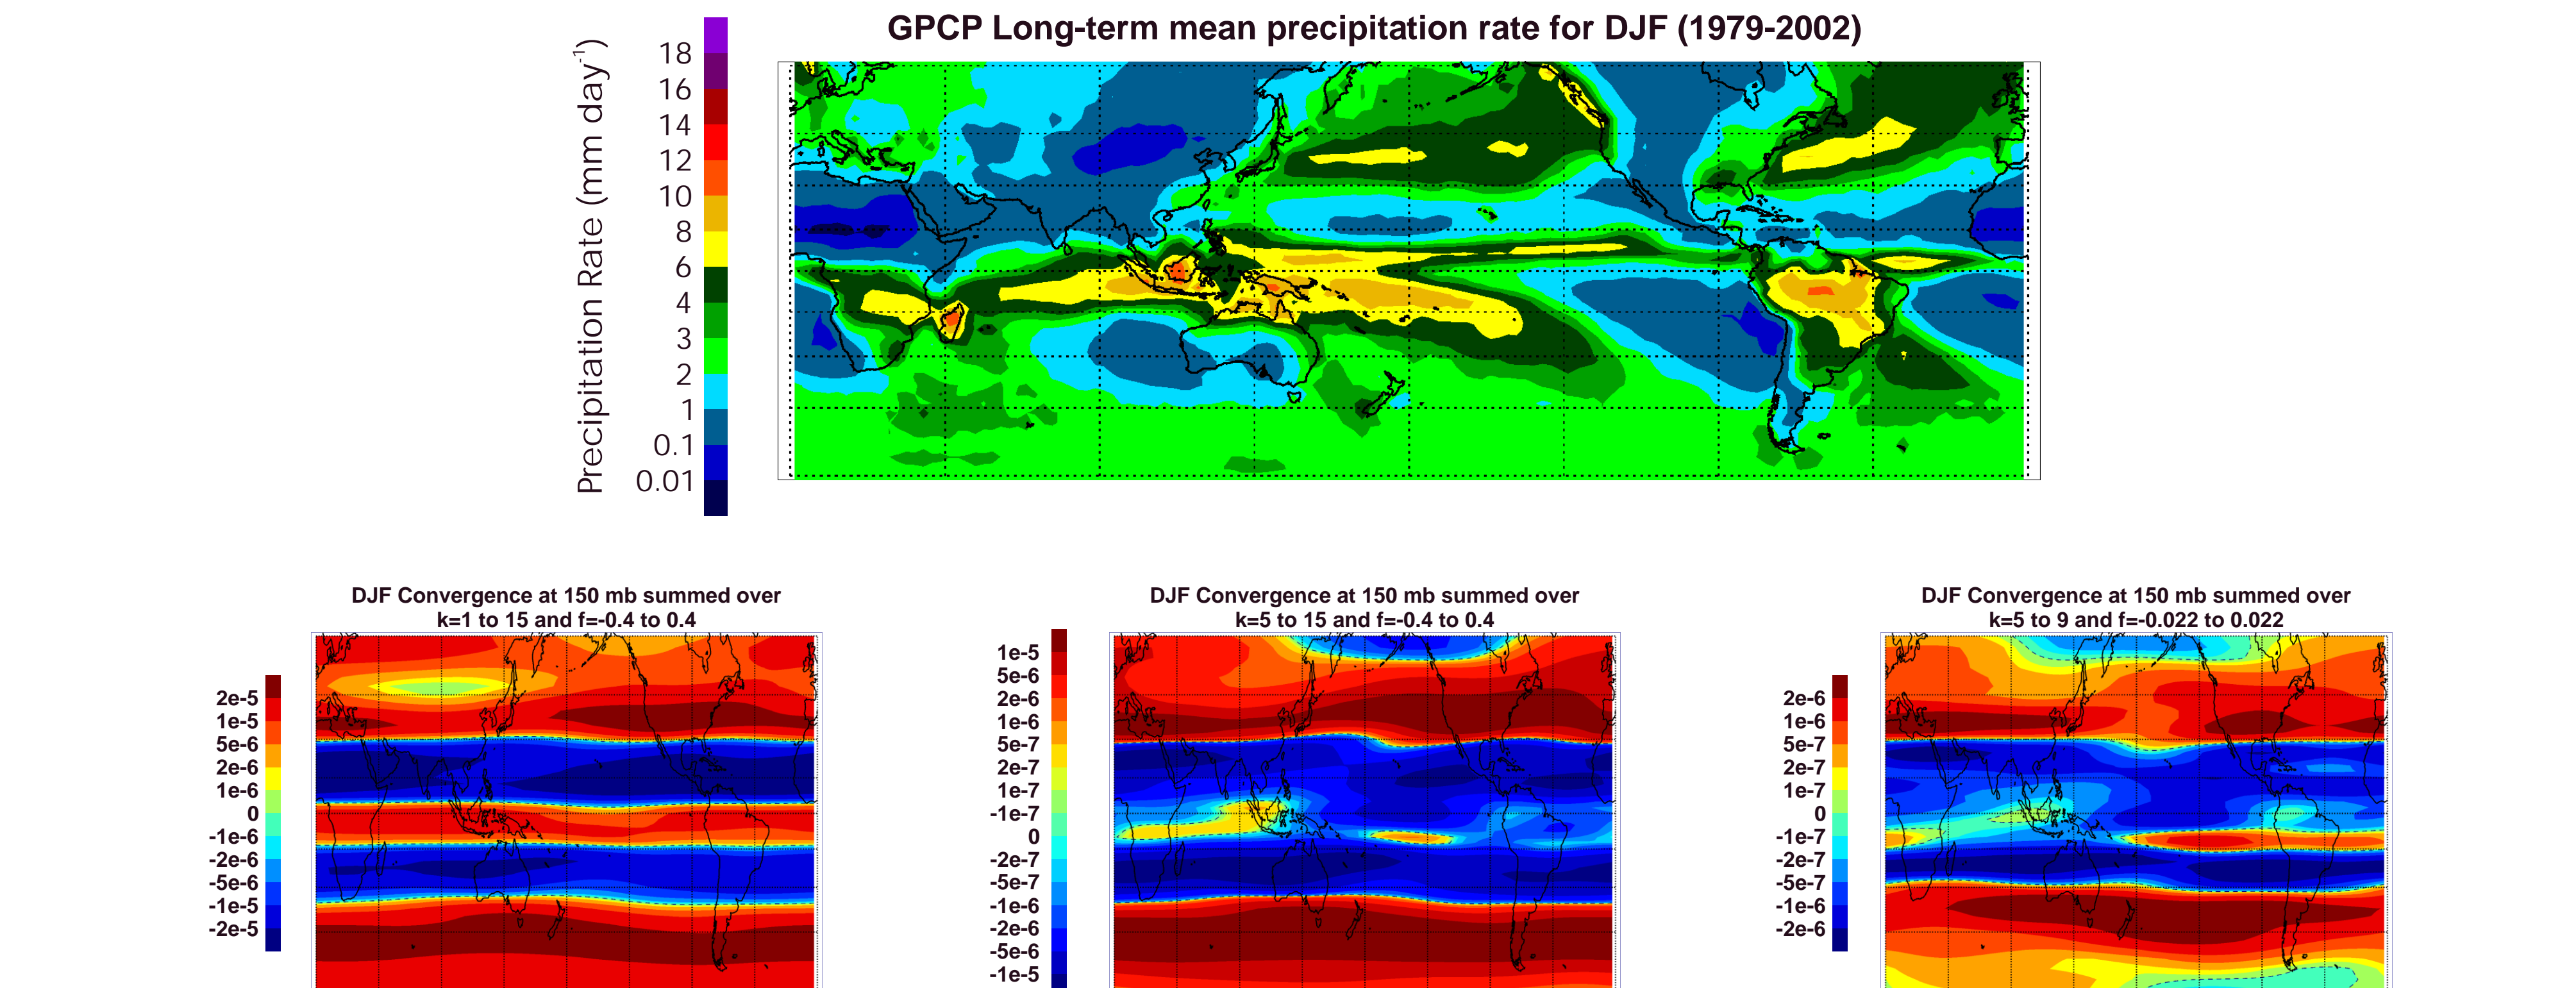 GPCP Long-term mean precipitation rate for DJF (1979-2002)
Precipitation Rate (mm day-1)
18
16
14
12
10
8
6
4
3
2
1
0.1
0.01
DJF Convergence at 150 mb summed over
k=1 to 15 and f=-0.4 to 0.4
2e-5
1e-5
5e-6
2e-6
1e-6
0
-1e-6
-2e-6
-5e-6
-1e-5
-2e-5
DJF Convergence at 150 mb summed over
k=5 to 15 and f=-0.4 to 0.4
1e-5
5e-6
2e-6
1e-6
5e-7
2e-7
1e-7
-1e-7
0
-2e-7
-5e-7
-1e-6
-2e-6
-5e-6
-1e-5
DJF Convergence at 150 mb summed over
k=5 to 9 and f=-0.022 to 0.022
2e-6
1e-6
5e-7
2e-7
1e-7
0
-1e-7
-2e-7
-5e-7
-1e-6
-2e-6